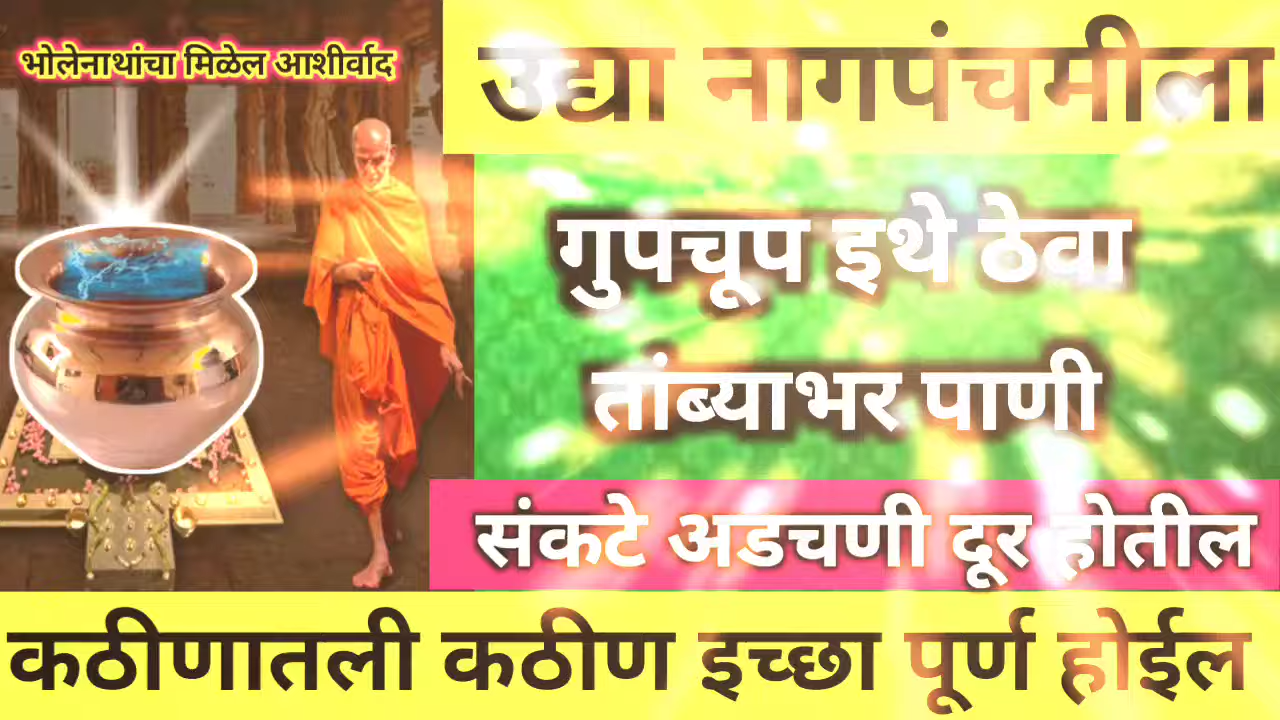 भोलेनाथांचा मिळेल आशीर्वाद
उद्या नागपंचमीला
गुपचूप इथे ठेवा
तांब्याभर पाणी
संकटे अडचणी दूर होतील
कठीणातली कठीण इच्छा पूर्ण होईल